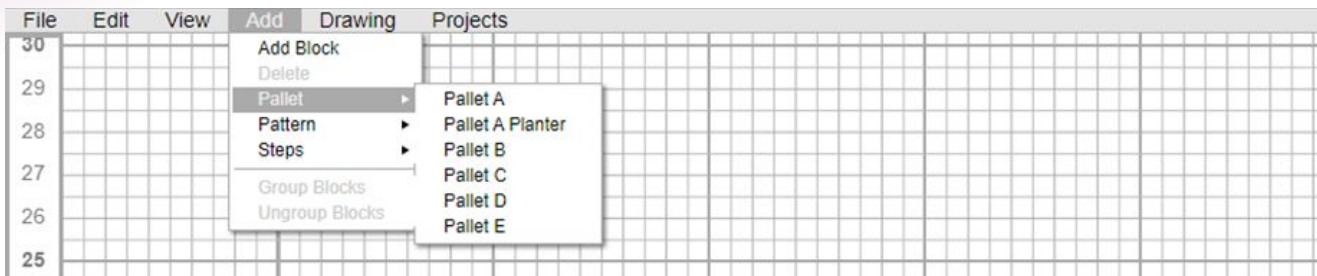 File Edit View Add Drawing Projects
30
29
28
27
26
25
Add Block
Delete
Pallet
Pattern
Steps
Group Blocks
Ungroup Blocks
Pallet A
Pallet A Planter
Pallet B
Pallet C
Pallet D
Pallet E